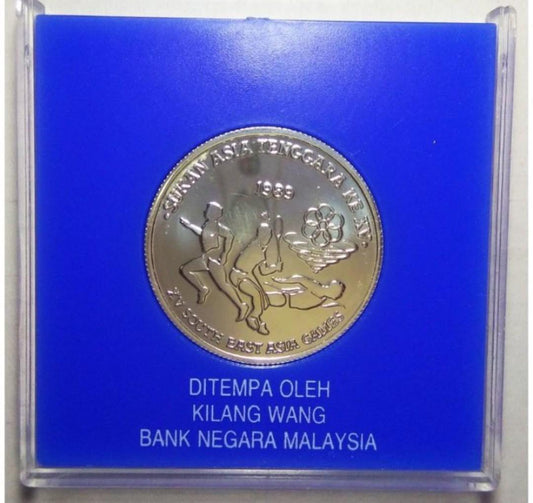 ·SUKAN ASIA TENGGARA KE XV·
1989
XV SOUTH EAST ASIA GAMES
DITEMPA OLEH
KILANG WANG
BANK NEGARA MALAYSIA